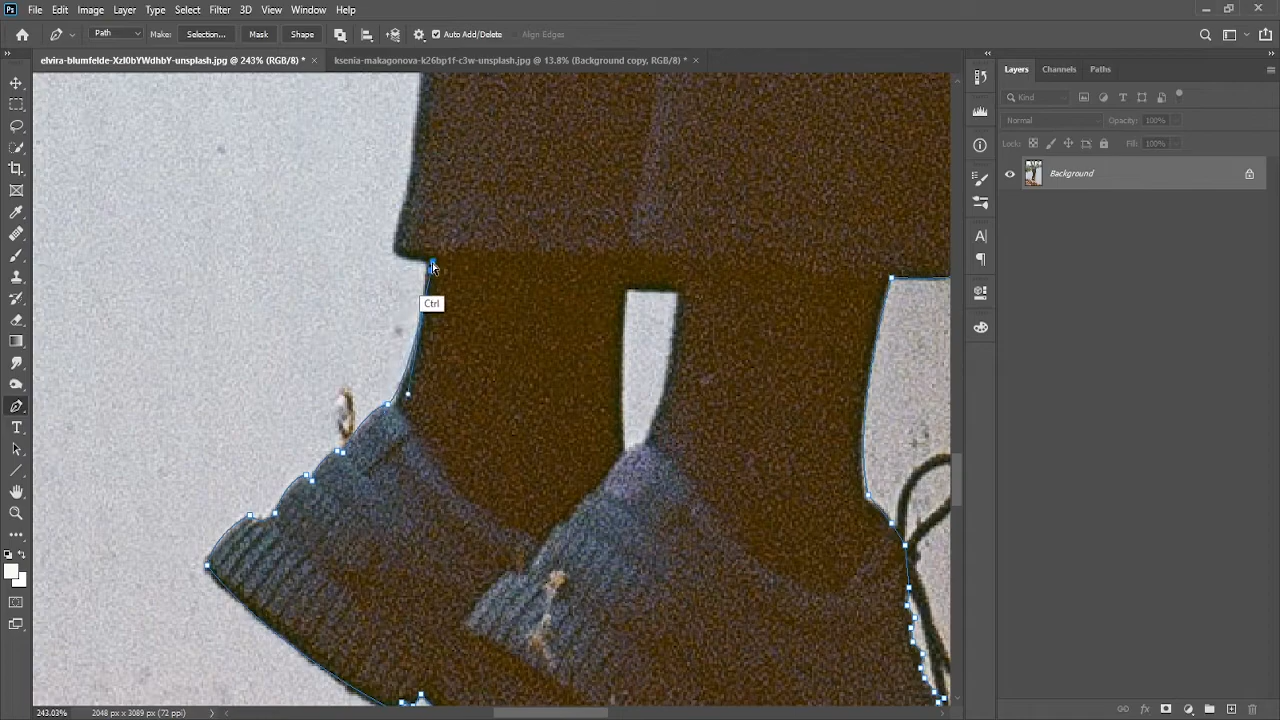 Ps File Edit Image Layer Type Select Filter 3D View Window Help
Path Make: Selection... Mask Shape Auto Add/Delete Align Edges
elvira-blumfelde-XzI0bYWdhbY-unsplash.jpg @ 243% (RGB/8) * × ksenia-makagonova-k26bp1f-c3w-unsplash.jpg @ 13.8% (Background copy, RGB/8) * ×
Layers Channels Paths
Kind
Normal Opacity: 100%
Lock: Fill: 100%
Background
Ctrl
243.03% 2048 px x 3089 px (72 ppi)